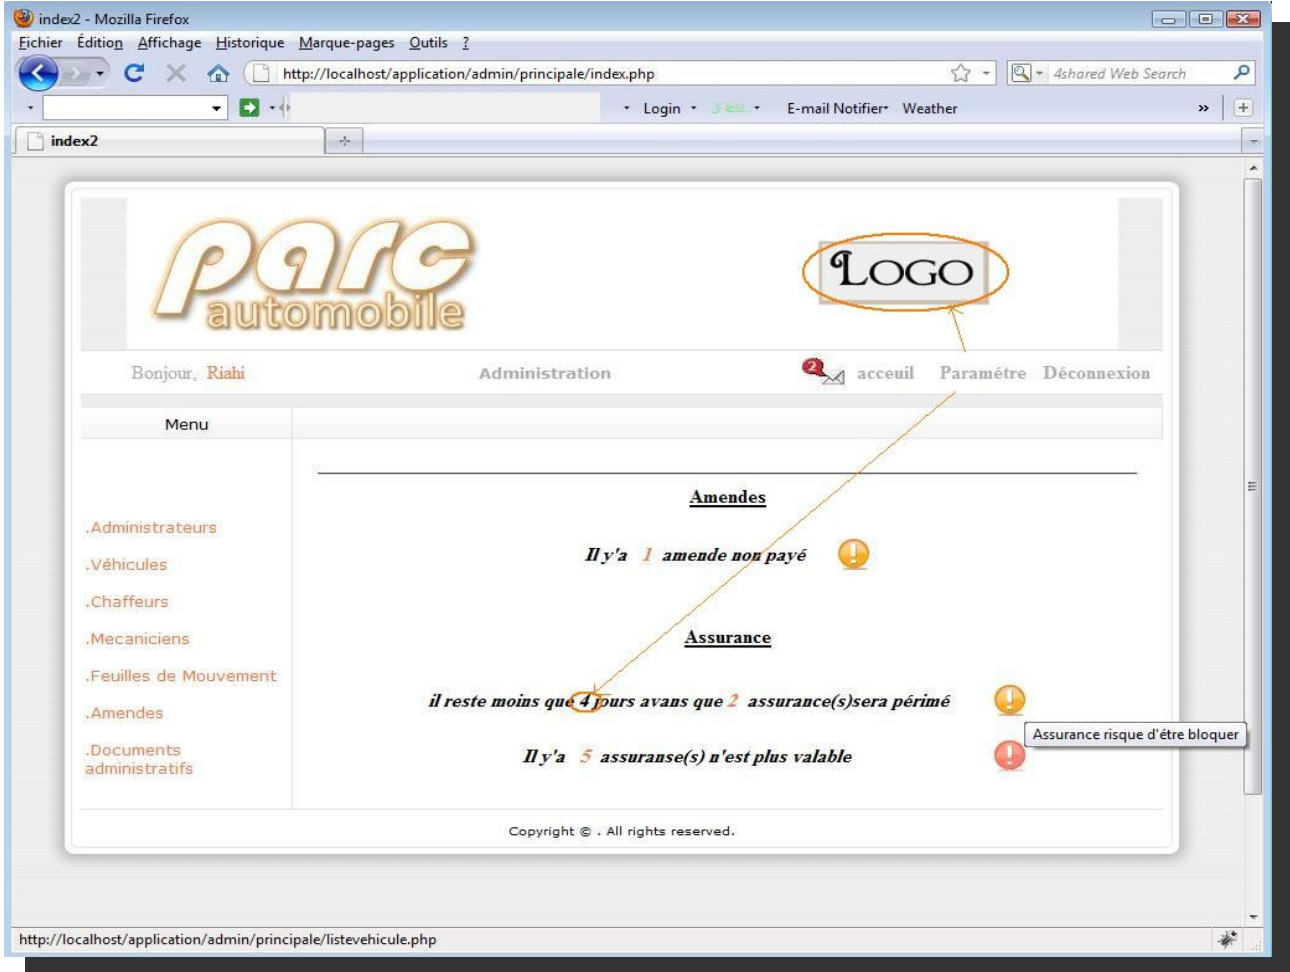 index2 - Mozilla Firefox
Fichier Édition Affichage Historique Marque-pages Outils ?
http://localhost/application/admin/principale/index.php 4shared Web Search
Login E-mail Notifier Weather »
index2
parc
automobile
LOGO
Bonjour, Riahi Administration 2 acceuil Paramétre Déconnexion
Menu
Amendes
Il y'a 1 amende non payé
Assurance
il reste moins que 4 jours avans que 2 assurance(s)sera périmé
Assurance risque d'étre bloquer
Il y'a 5 assuranse(s) n'est plus valable
.Administrateurs
.Véhicules
.Chaffeurs
.Mecaniciens
.Feuilles de Mouvement
.Amendes
.Documents
administratifs
Copyright © . All rights reserved.
http://localhost/application/admin/principale/listevehicule.php